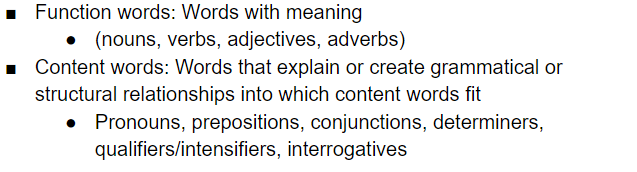 ■ Function words: Words with meaning
● (nouns, verbs, adjectives, adverbs)
■ Content words: Words that explain or create grammatical or
structural relationships into which content words fit
● Pronouns, prepositions, conjunctions, determiners,
qualifiers/intensifiers, interrogatives